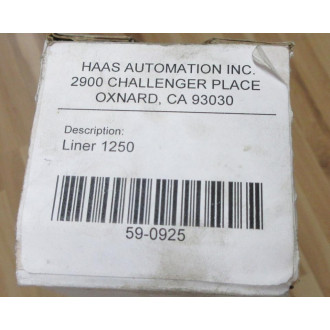 HAAS AUTOMATION INC.
2900 CHALLENGER PLACE
OXNARD, CA 93030
Description:
Liner 1250
59-0925